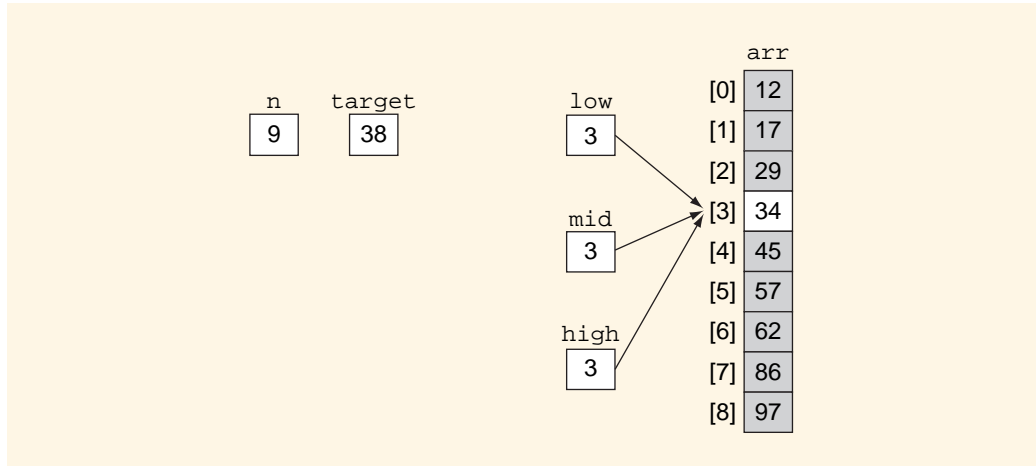 arr
n target low
[0] 12
9 38 3
[1] 17
[2] 29
[3] 34
mid
3
[4] 45
[5] 57
high
[6] 62
3
[7] 86
[8] 97